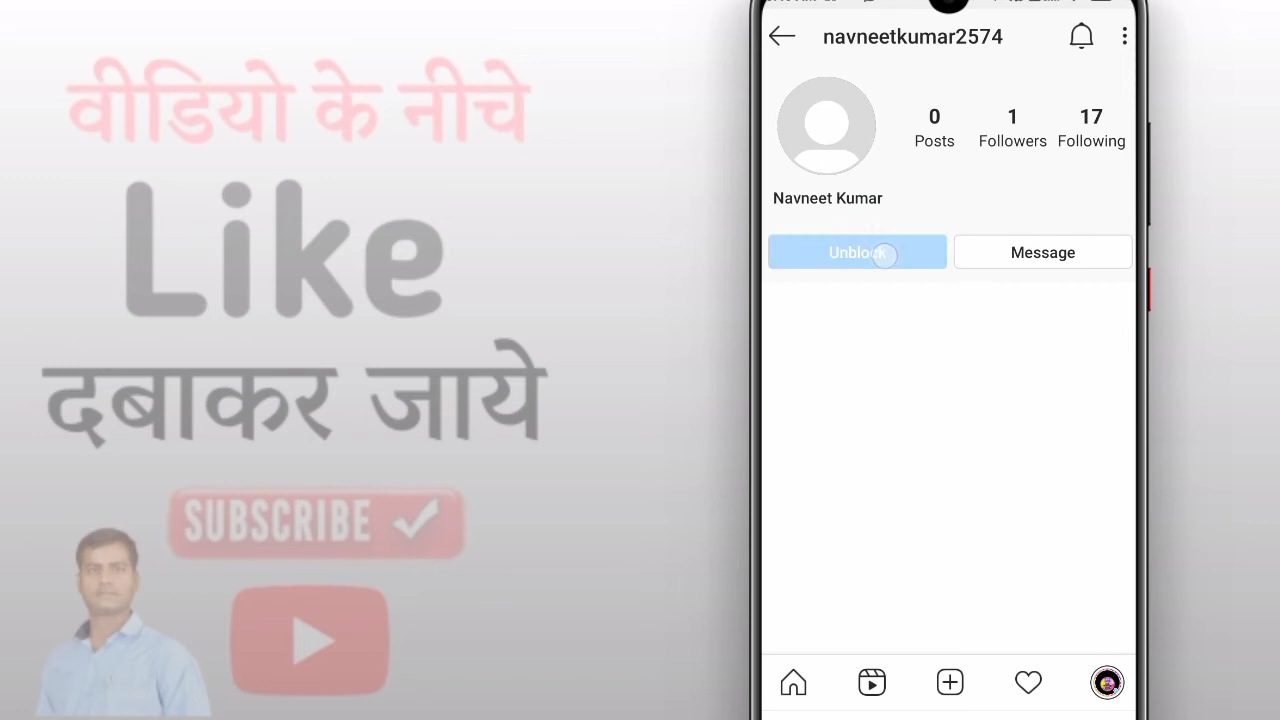 वीडियो के नीचे
Like
दबाकर जाये
SUBSCRIBE
navneetkumar2574
0 1 17
Posts Followers Following
Navneet Kumar
Unblock Message